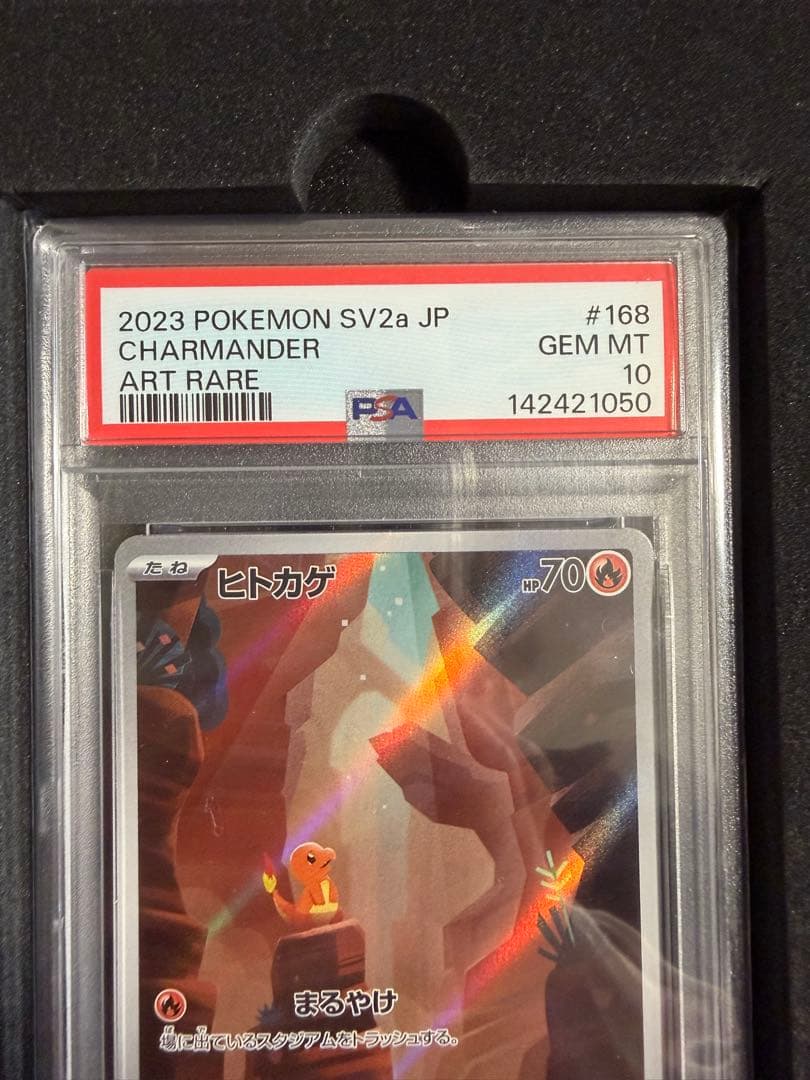 2023 POKEMON SV2a JP #168
CHARMANDER GEM MT
ART RARE 10
PSA 142421050
たね ヒトカゲ HP70
まるやけ
場に出ているスタジアムをトラッシュする。